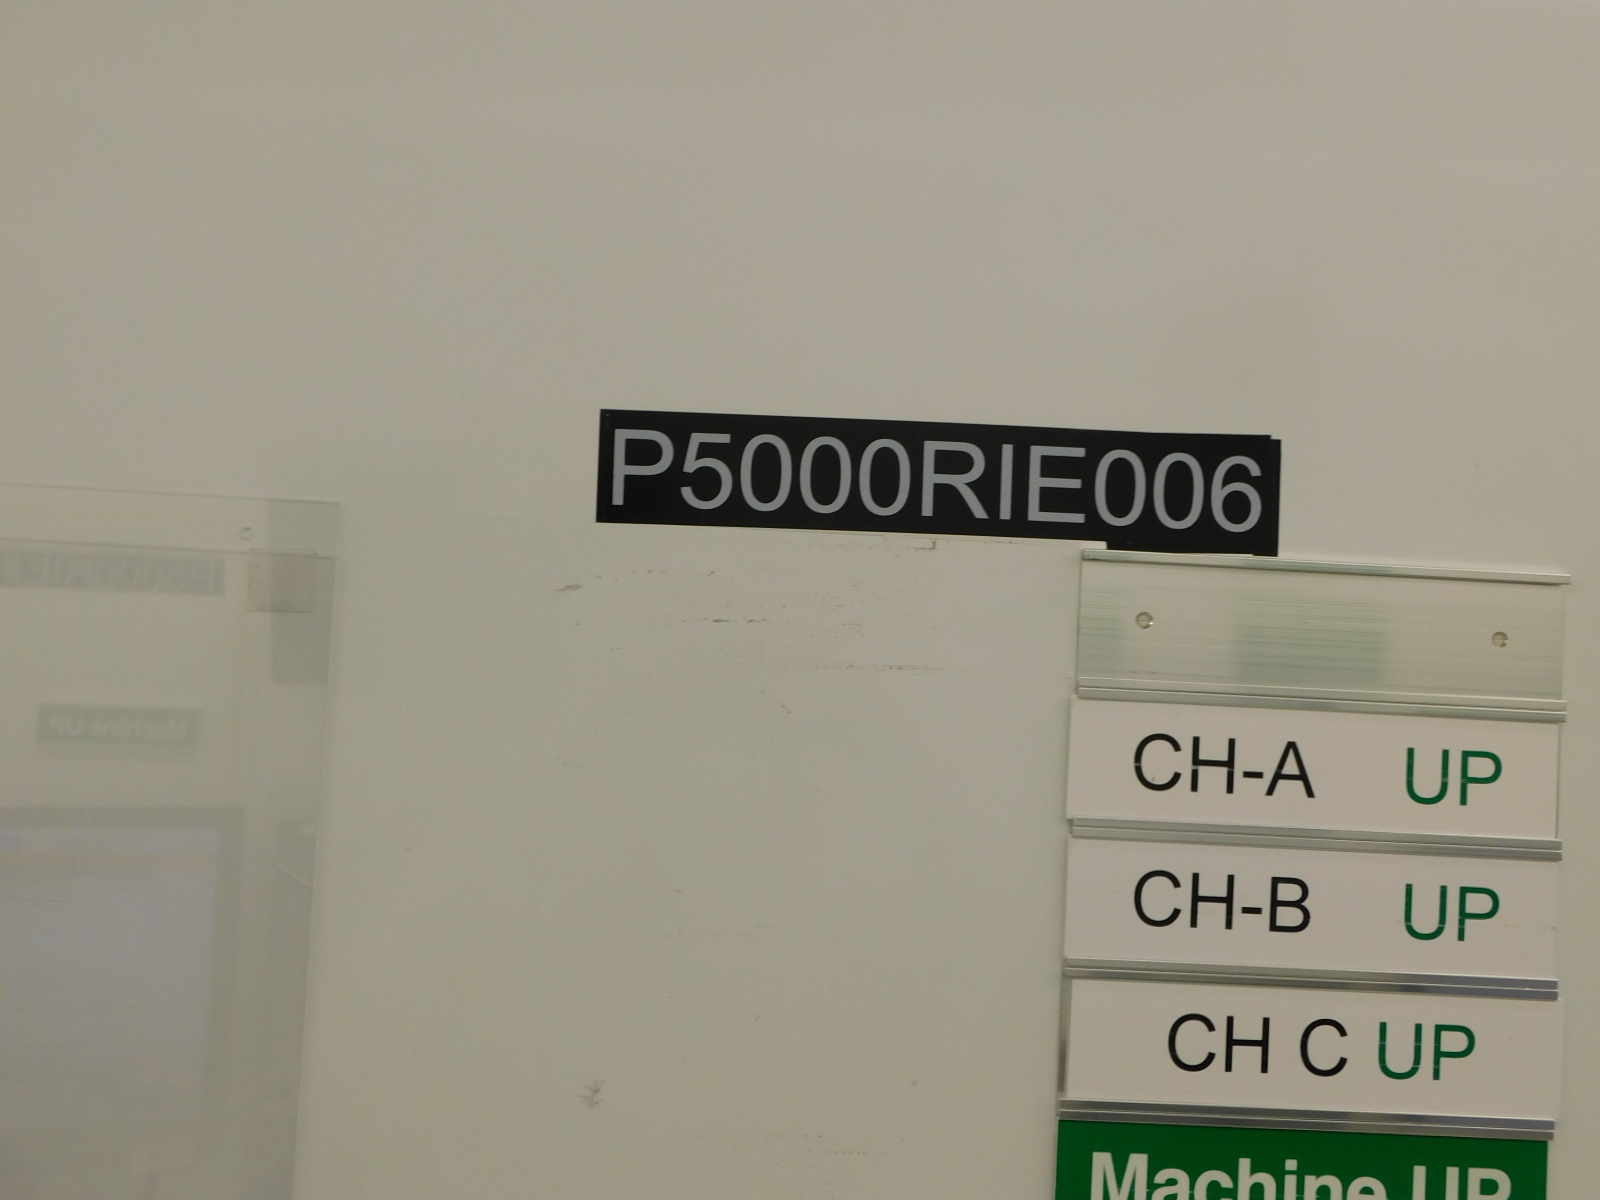 P5000RIE006
CH-A UP
CH-B UP
CH C UP
Machine UP